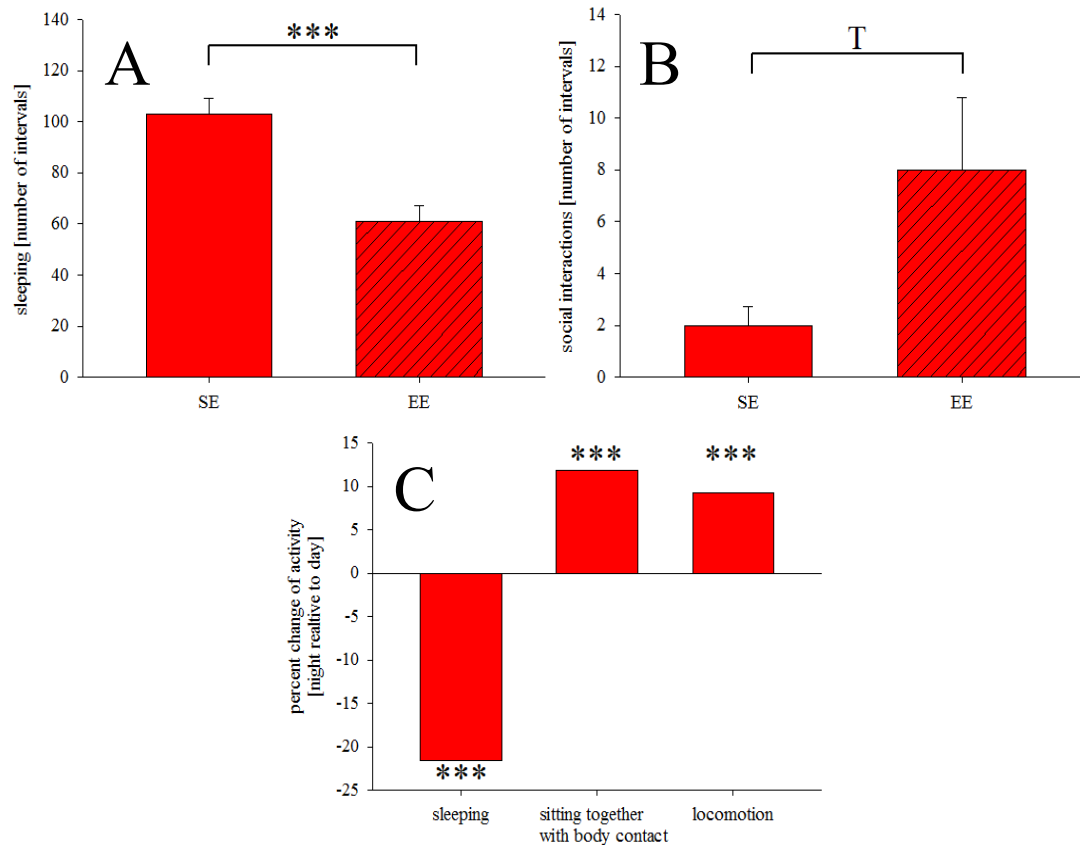 A
sleeping [number of intervals]
140
120
100
80
60
40
20
0
***
SE
EE
B
social interactions [number of intervals]
14
12
10
8
6
4
2
0
T
SE
EE
C
percent change of activity
[night realtive to day]
15
10
5
0
-5
-10
-15
-20
-25
***
***
***
sleeping
sitting together
with body contact
locomotion